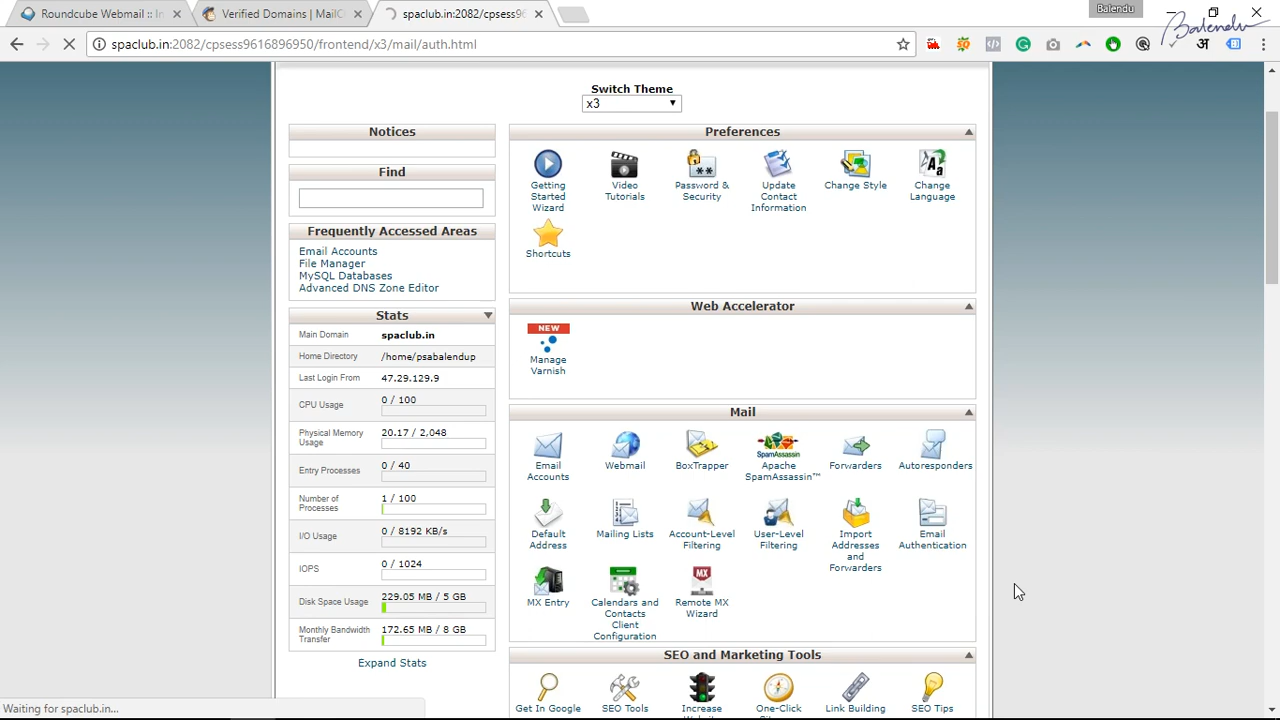 Roundcube Webmail :: In
Verified Domains | MailC
spaclub.in:2082/cpsess96
Balendu
Balendu
spaclub.in:2082/cpsess9616896950/frontend/x3/mail/auth.html
अ
Switch Theme
x3
Notices
Find
Frequently Accessed Areas
Email Accounts
File Manager
MySQL Databases
Advanced DNS Zone Editor
Stats
Main Domain spaclub.in
Home Directory /home/psabalendup
Last Login From 47.29.129.9
CPU Usage 0 / 100
Physical Memory
Usage
20.17 / 2,048
Entry Processes 0 / 40
Number of
Processes
1 / 100
I/O Usage 0 / 8192 KB/s
IOPS 0 / 1024
Disk Space Usage 229.05 MB / 5 GB
Monthly Bandwidth
Transfer
172.65 MB / 8 GB
Expand Stats
Preferences
Getting
Started
Wizard
Video
Tutorials
Password &
Security
Update
Contact
Information
Change Style
Change
Language
Shortcuts
Web Accelerator
NEW
Manage
Varnish
Mail
Email
Accounts
Webmail
BoxTrapper
Apache
SpamAssassin™
Forwarders
Autoresponders
Default
Address
Mailing Lists
Account-Level
Filtering
User-Level
Filtering
Import
Addresses
and
Forwarders
Email
Authentication
MX Entry
Calendars and
Contacts
Client
Configuration
Remote MX
Wizard
SEO and Marketing Tools
Get In Google
SEO Tools
Increase
One-Click
Link Building
SEO Tips
Waiting for spaclub.in...